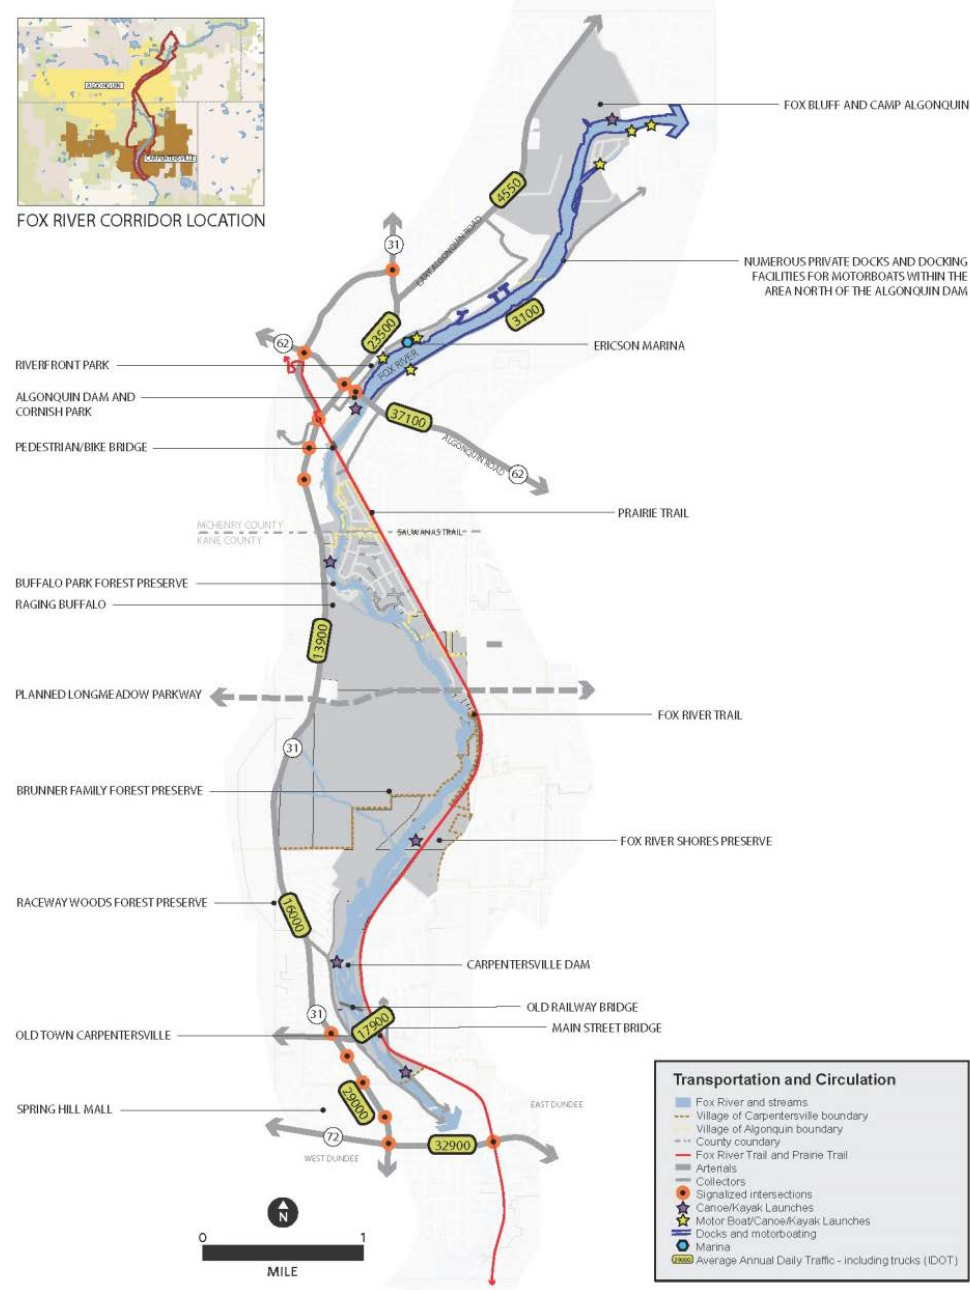 ALGONQUIN
CARPENTERSVILLE
FOX RIVER CORRIDOR LOCATION
FOX BLUFF AND CAMP ALGONQUIN
4550
31
CARY ALGONQUIN ROAD
NUMEROUS PRIVATE DOCKS AND DOCKING
FACILITIES FOR MOTORBOATS WITHIN THE
AREA NORTH OF THE ALGONQUIN DAM
3100
23500
62
ERICSON MARINA
RIVERFRONT PARK
FOX RIVER
ALGONQUIN DAM AND
CORNISH PARK
37100
PEDESTRIAN/BIKE BRIDGE
ALGONQUIN ROAD
62
PRAIRIE TRAIL
MCHENRY COUNTY
KANE COUNTY
SAUWANAS TRAIL
BUFFALO PARK FOREST PRESERVE
RAGING BUFFALO
13900
PLANNED LONGMEADOW PARKWAY
FOX RIVER TRAIL
31
BRUNNER FAMILY FOREST PRESERVE
FOX RIVER SHORES PRESERVE
RACEWAY WOODS FOREST PRESERVE
16000
CARPENTERSVILLE DAM
OLD RAILWAY BRIDGE
31
17900
MAIN STREET BRIDGE
OLD TOWN CARPENTERSVILLE
29000
SPRING HILL MALL
EAST DUNDEE
72
32900
WEST DUNDEE
N
0 1
MILE
Transportation and Circulation
Fox River and streams
Village of Carpentersville boundary
Village of Algonquin boundary
County coundary
Fox River Trail and Prairie Trail
Arterials
Collectors
Signalized intersections
Canoe/Kayak Launches
Motor Boat/Canoe/Kayak Launches
Docks and motorboating
Marina
29000 Average Annual Daily Traffic - including trucks (IDOT)